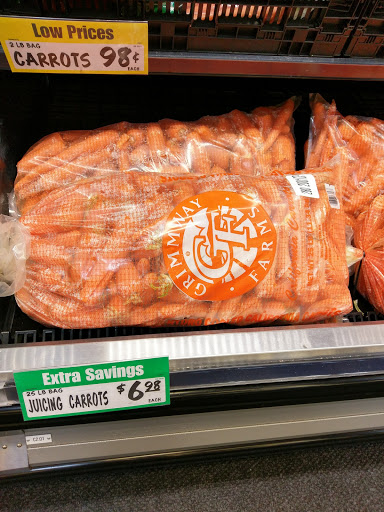 Low Prices
2 LB BAG
CARROTS 98¢
EACH
GRIMMWAY FARMS
GF
Extra Savings
25 LB BAG
JUICING CARROTS $6.98
EACH